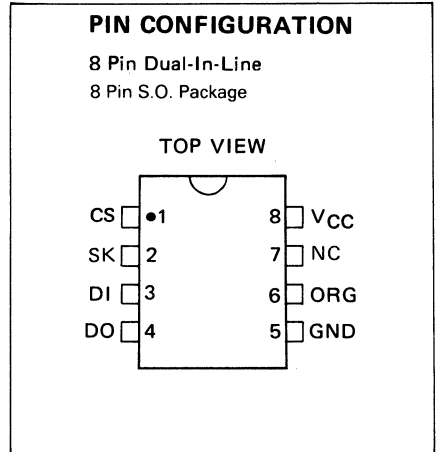 PIN CONFIGURATION
8 Pin Dual-In-Line
8 Pin S.O. Package
TOP VIEW
CS •1 8 VCC
SK 2 7 NC
DI 3 6 ORG
DO 4 5 GND